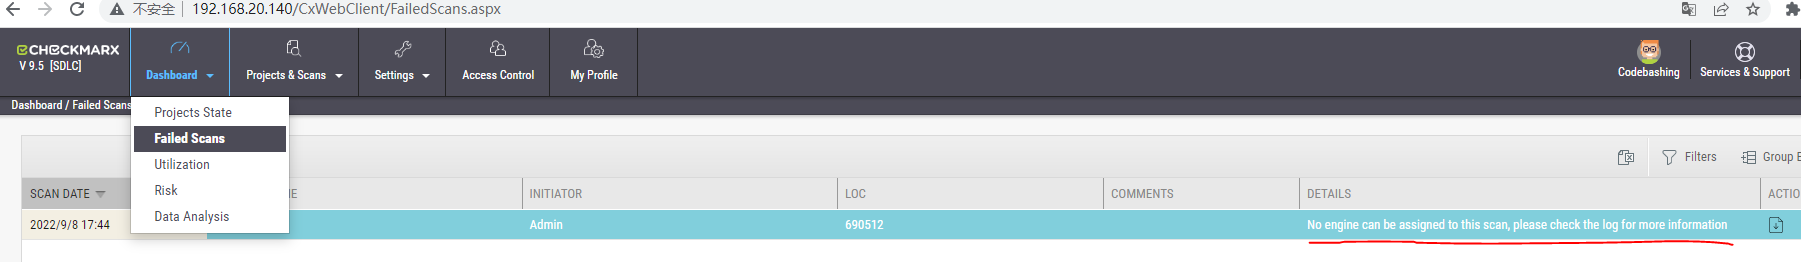 不安全 192.168.20.140/CxWebClient/FailedScans.aspx
CHECKMARX
V 9.5 [SDLC]
Dashboard
Projects & Scans
Settings
Access Control
My Profile
Codebashing
Services & Support
Dashboard / Failed Scans
Projects State
Failed Scans
Utilization
Risk
Data Analysis
Filters
Group
SCAN DATE
INITIATOR
LOC
COMMENTS
DETAILS
2022/9/8 17:44
Admin
690512
No engine can be assigned to this scan, please check the log for more information